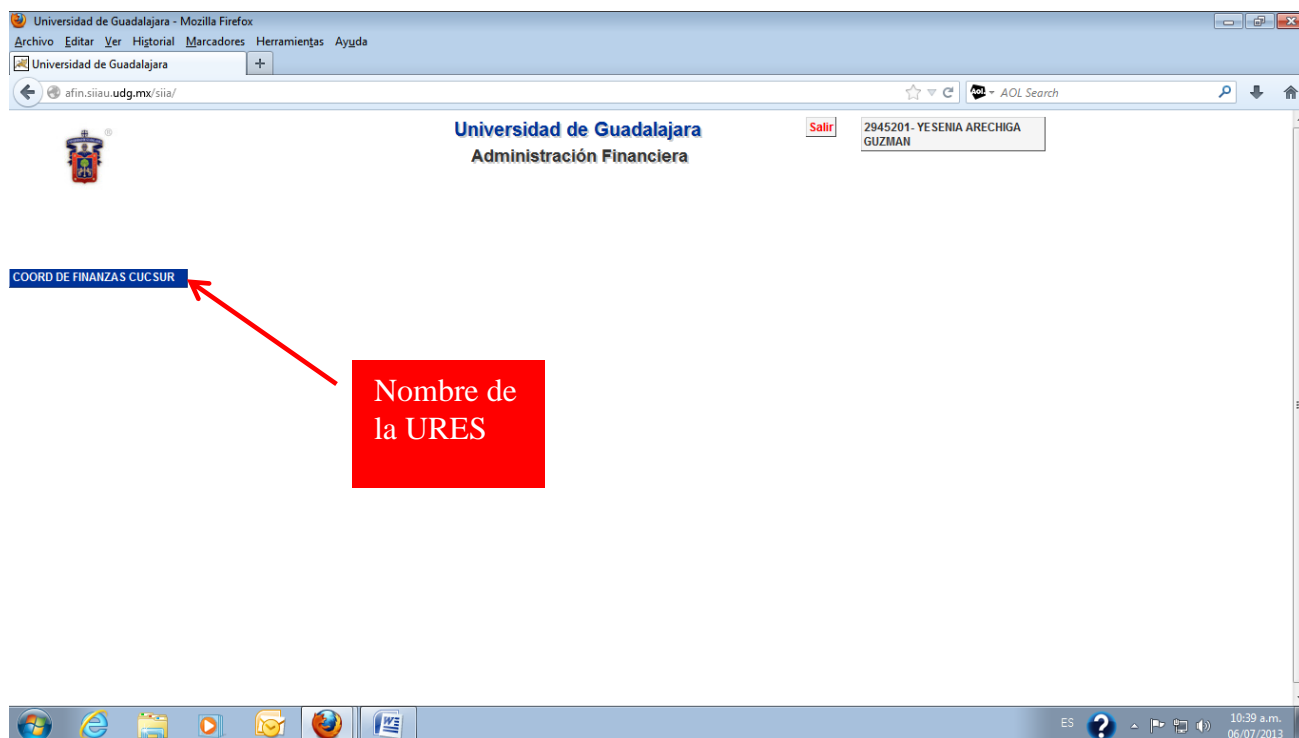 Universidad de Guadalajara - Mozilla Firefox
Archivo Editar Ver Historial Marcadores Herramientas Ayuda
Universidad de Guadalajara +
afin.siiau.udg.mx/siia/
Aol. AOL Search
®
Universidad de Guadalajara
Administración Financiera
Salir
2945201- YESENIA ARECHIGA
GUZMAN
COORD DE FINANZAS CUCSUR
Nombre de
la URES
ES
10:39 a.m.
06/07/2013